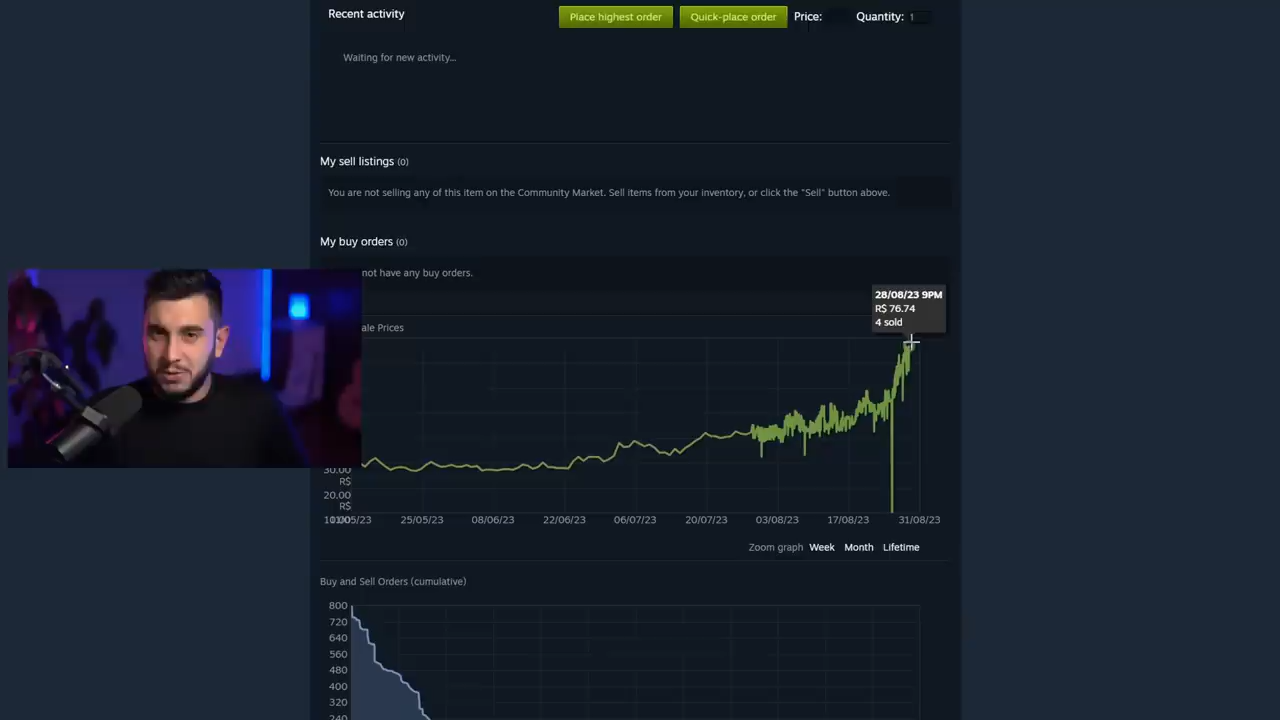 Recent activity
Place highest order
Quick-place order
Price:
Quantity: 1
Waiting for new activity...
My sell listings (0)
You are not selling any of this item on the Community Market. Sell items from your inventory, or click the "Sell" button above.
My buy orders (0)
not have any buy orders.
28/08/23 9PM
R$ 76.74
4 sold
ale Prices
30.00
R$
20.00
R$
05/23 25/05/23 08/06/23 22/06/23 06/07/23 20/07/23 03/08/23 17/08/23 31/08/23
Zoom graph Week Month Lifetime
Buy and Sell Orders (cumulative)
800
720
640
560
480
400
320
240